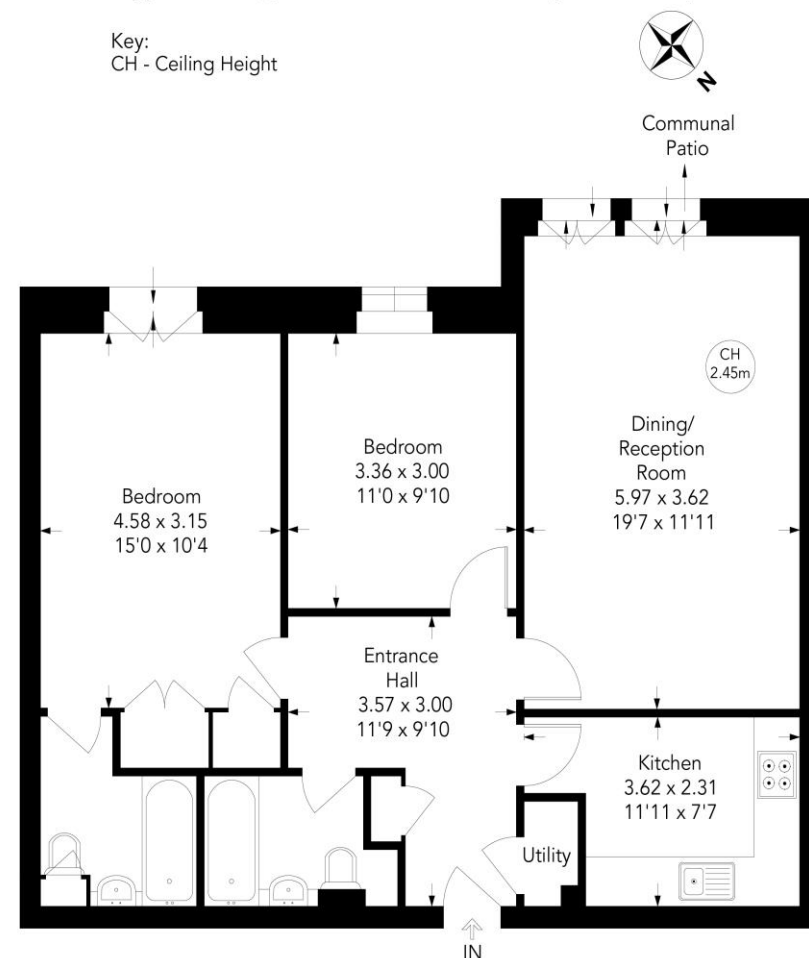 Key:
CH - Ceiling Height
N
Communal
Patio
CH
2.45m
Dining/
Reception
Room
5.97 x 3.62
19'7 x 11'11
Bedroom
3.36 x 3.00
11'0 x 9'10
Bedroom
4.58 x 3.15
15'0 x 10'4
Entrance
Hall
3.57 x 3.00
11'9 x 9'10
Kitchen
3.62 x 2.31
11'11 x 7'7
Utility
IN